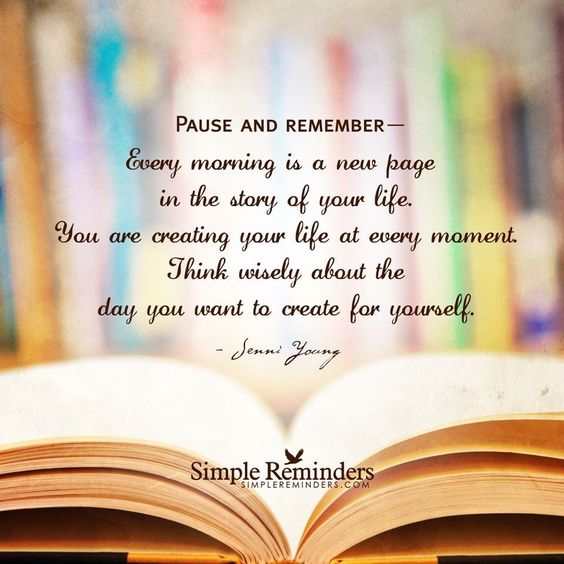 PAUSE AND REMEMBER—
Every morning is a new page
in the story of your life.
You are creating your life at every moment.
Think wisely about the
day you want to create for yourself.
- Jenni Young
Simple Reminders
SIMPLEREMINDERS.COM